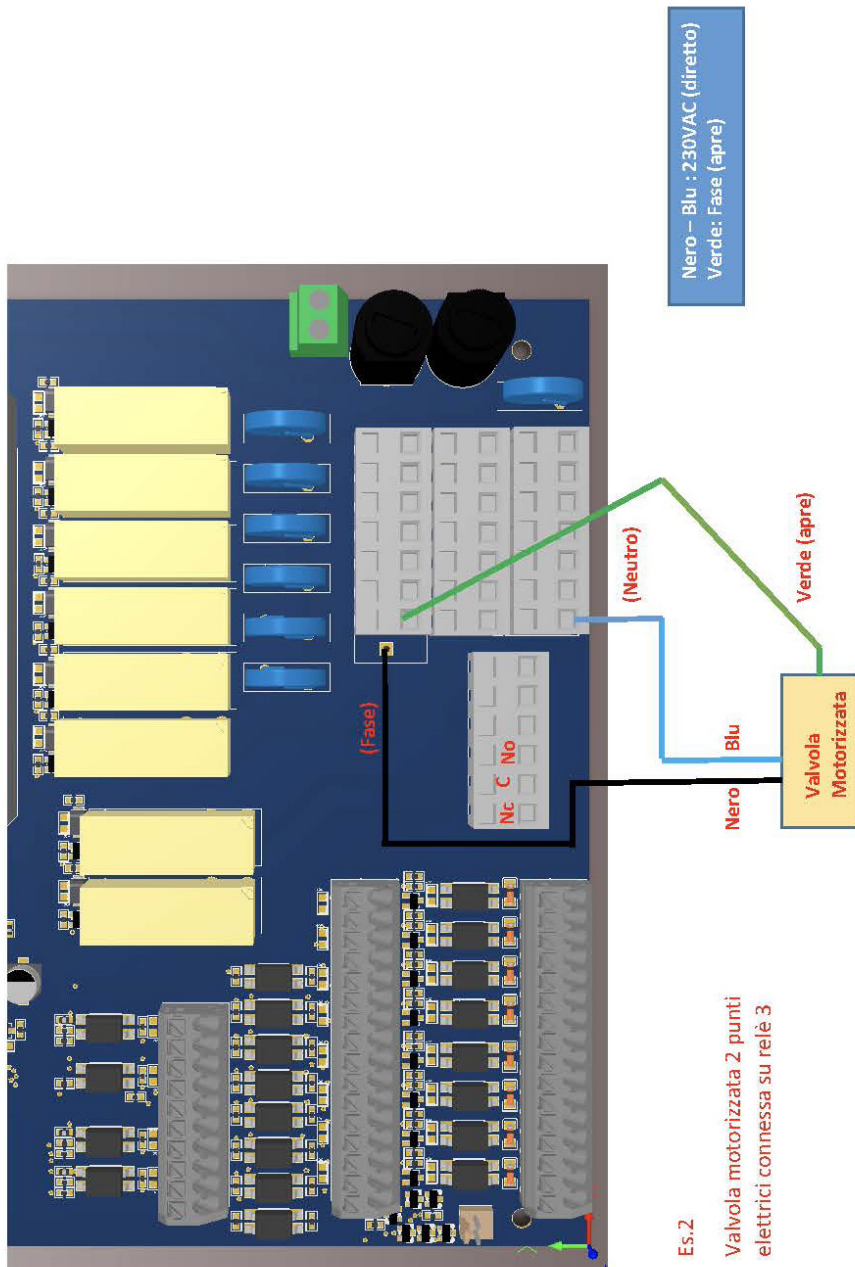 Es.2
Valvola motorizzata 2 punti
elettrici connessa su relè 3
(Fase)
Nc C No
Nero Blu
(Neutro)
Verde (apre)
Valvola
Motorizzata
Nero – Blu : 230VAC (diretto)
Verde: Fase (apre)